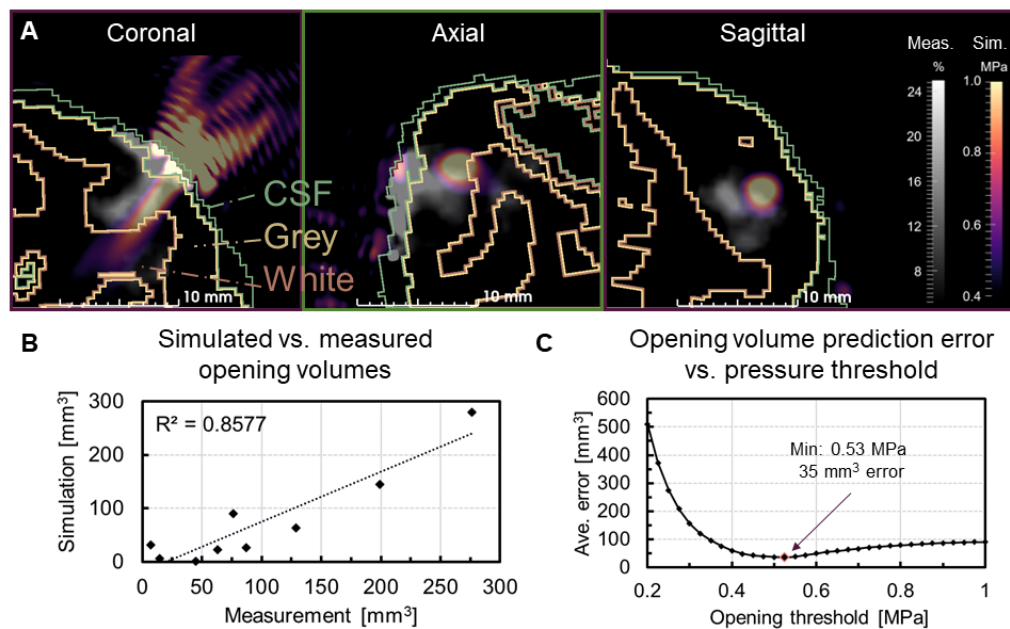 A
Coronal
Axial
Sagittal
Meas.
Sim.
%
MPa
24
20
16
12
8
1.0
0.8
0.6
0.4
CSF
Grey
White
10 mm
10 mm
10 mm
B
Simulated vs. measured
opening volumes
R² = 0.8577
Simulation [mm³]
300
200
100
0
0
50
100
150
200
250
300
Measurement [mm³]
C
Opening volume prediction error
vs. pressure threshold
Min: 0.53 MPa
35 mm³ error
Ave. error [mm³]
600
500
400
300
200
100
0
0.2
0.4
0.6
0.8
1
Opening threshold [MPa]